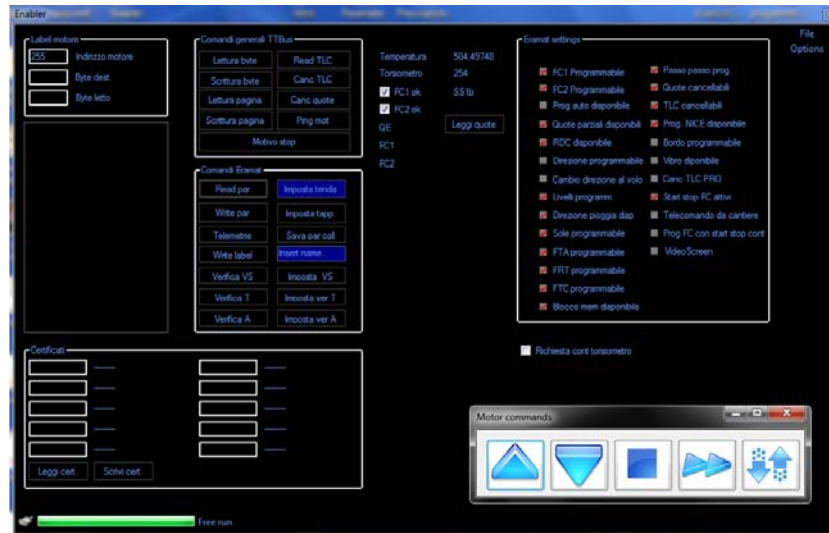 Enabler
File
Options
Label motore
255 Indirizzo motore
Byte dest.
Byte letto
Comandi generali TTBus
Lettura byte Read TLC
Scrittura byte Canc TLC
Lettura pagina Canc quote
Scrittura pagina Ping mot
Motivo stop
Comandi Eramat
Read par Imposta tenda
Write par Imposta tapp.
Telemetrie Salva par coll
Write label Insert name
Verifica VS Imposta VS
Verifica T Imposta ver T
Verifica A Imposta ver A
Temperatura 504.49748
Torsiometro 254
FC1 ok SS lb
FC2 ok
QE Leggi quote
FC1
FC2
Eramat settings
FC1 Programmabile
FC2 Programmabile
Prog auto disponibile
Quote parziali disponibili
RDC disponibile
Direzione programmabile
Cambio direzione al volo
Livelli programm
Direzione pioggia diap
Sole programmabile
FTA programmabile
FRT programmabile
FTC programmabile
Blocco mem disponibile
Passo passo prog.
Quote cancellabili
TLC cancellabili
Prog. NICE disponibile
Bordo programmabile
Vibro diponibile
Canc TLC PRO
Start stop FC attivi
Telecomando da cantiere
Prog FC con start stop cont
VideoScreen
Richiesta cont torsiometro
Certificati
Leggi cert. Scrivi cert.
Motor commands
Free run